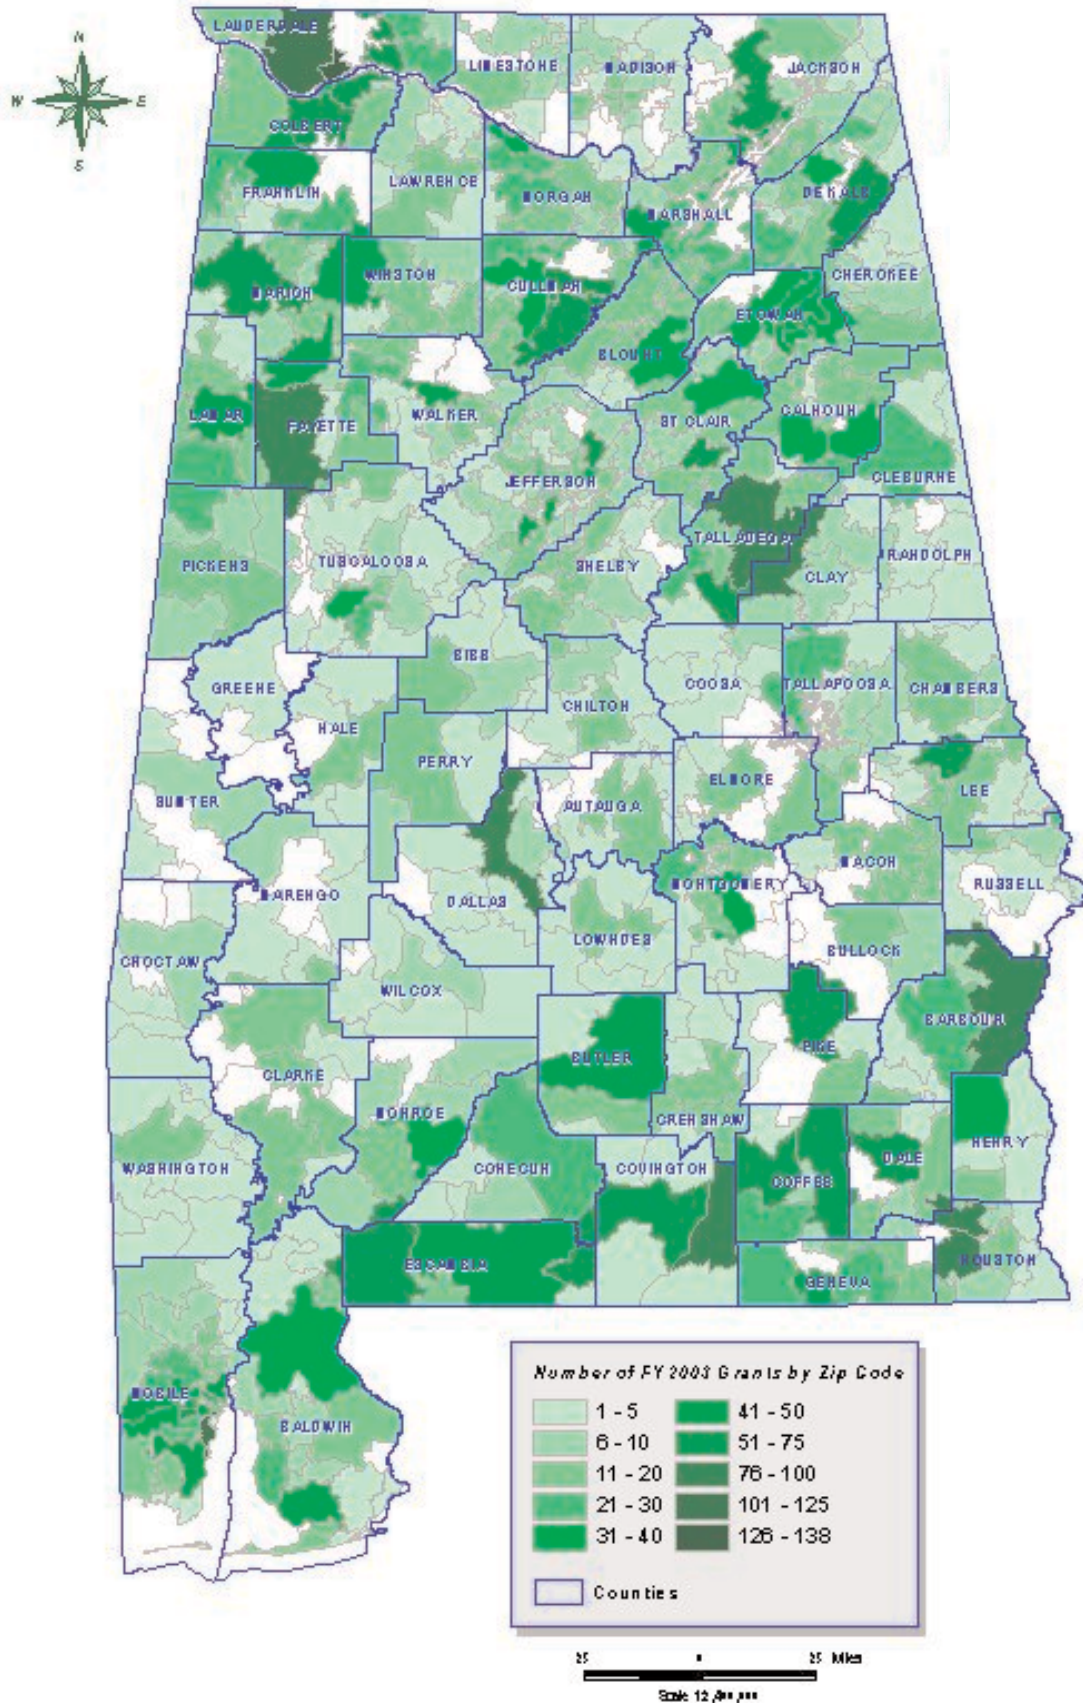 N
LAUDERDALE
LIMESTONE
MADISON
JACKSON
W
E
COLBERT
S
FRANKLIN
LAWRENCE
MORGAN
DE KALB
MARSHALL
CHEROKEE
MARION
WINSTON
CULLMAN
ETOWAH
BLOUNT
LAMAR
FAYETTE
WALKER
ST CLAIR
CALHOUN
CLEBURNE
JEFFERSON
PICKENS
TUSCALOOSA
SHELBY
TALLADEGA
CLAY
RANDOLPH
GREENE
BIBB
COOSA
TALLAPOOSA
CHAMBERS
HALE
CHILTON
PERRY
ELMORE
LEE
SUMTER
AUTAUGA
MACON
RUSSELL
MARENGO
DALLAS
MONTGOMERY
LOWNDES
BULLOCK
CHOCTAW
WILCOX
BARBOUR
PIKE
BUTLER
CLARKE
MONROE
CRENSHAW
HENRY
WASHINGTON
CONECUH
COVINGTON
COFFEE
DALE
ESCAMBIA
GENEVA
HOUSTON
MOBILE
BALDWIN
Number of FY 2003 Grants by Zip Code
1 - 5 41 - 50
6 - 10 51 - 75
11 - 20 76 - 100
21 - 30 101 - 125
31 - 40 126 - 138
Counties
25 0 25 Miles
Scale